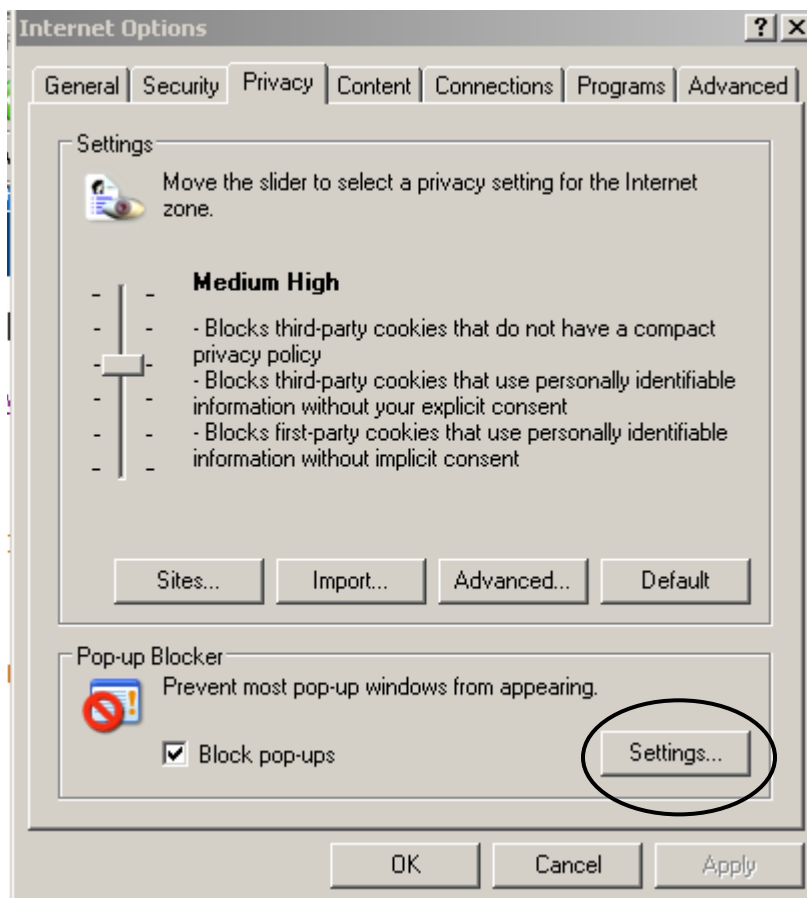 Internet Options
General Security Privacy Content Connections Programs Advanced
Settings
Move the slider to select a privacy setting for the Internet
zone.
Medium High
- Blocks third-party cookies that do not have a compact
privacy policy
- Blocks third-party cookies that use personally identifiable
information without your explicit consent
- Blocks first-party cookies that use personally identifiable
information without implicit consent
Sites... Import... Advanced... Default
Pop-up Blocker
Prevent most pop-up windows from appearing.
Block pop-ups Settings...
OK Cancel Apply